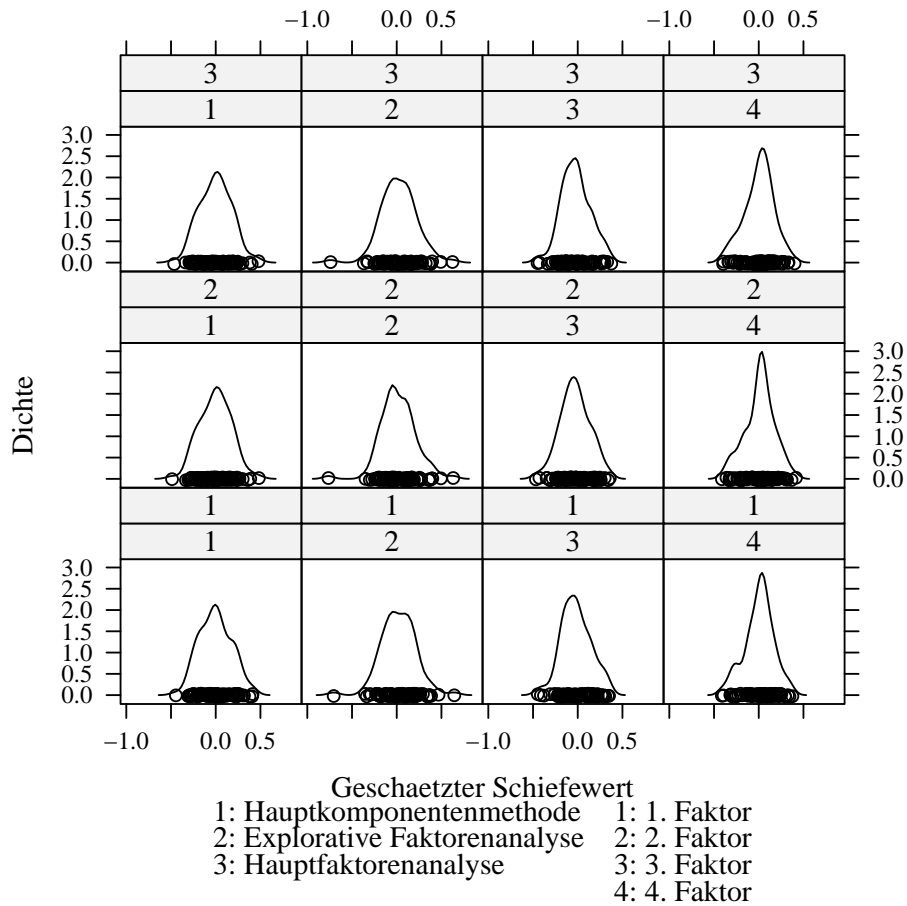 −1.0 0.0 0.5 −1.0 0.0 0.5
3 3 3 3
1 2 3 4
3.0
2.5
2.0
1.5
1.0
0.5
0.0
2 2 2 2
1 2 3 4
Dichte
3.0
2.5
2.0
1.5
1.0
0.5
0.0
1 1 1 1
1 2 3 4
3.0
2.5
2.0
1.5
1.0
0.5
0.0
−1.0 0.0 0.5 −1.0 0.0 0.5
Geschaetzter Schiefewert
1: Hauptkomponentenmethode 1: 1. Faktor
2: Explorative Faktorenanalyse 2: 2. Faktor
3: Hauptfaktorenanalyse 3: 3. Faktor
4: 4. Faktor